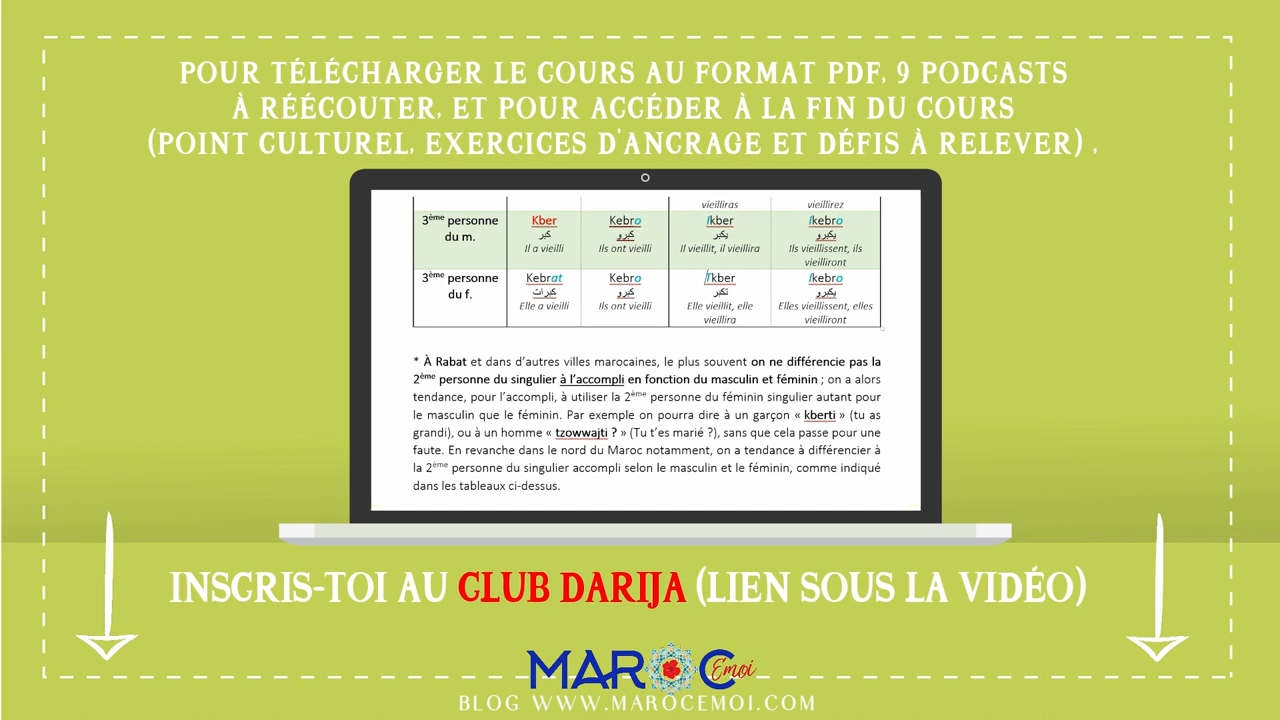 POUR TÉLÉCHARGER LE COURS AU FORMAT PDF, 9 PODCASTS
À RÉÉCOUTER, ET POUR ACCÉDER À LA FIN DU COURS
(POINT CULTUREL, EXERCICES D'ANCRAGE ET DÉFIS À RELEVER) ,
vieilliras vieillirez
3ème personne du m. Kber Kebro Ikber Ikebro
كبر كبرو يكبر يكبرو
Il a vieilli Ils ont vieilli Il vieillit, il vieillira Ils vieillissent, ils vieilliront
3ème personne du f. Kebrat Kebro Tkber Ikebro
كبرات كبرو تكبر يكبرو
Elle a vieilli Ils ont vieilli Elle vieillit, elle vieillira Elles vieillissent, elles vieilliront
* À Rabat et dans d'autres villes marocaines, le plus souvent on ne différencie pas la
2ème personne du singulier à l'accompli en fonction du masculin et féminin ; on a alors
tendance, pour l'accompli, à utiliser la 2ème personne du féminin singulier autant pour
le masculin que le féminin. Par exemple on pourra dire à un garçon « kberti » (tu as
grandi), ou à un homme « tzowwajti ? » (Tu t'es marié ?), sans que cela passe pour une
faute. En revanche dans le nord du Maroc notamment, on a tendance à différencier à
la 2ème personne du singulier accompli selon le masculin et le féminin, comme indiqué
dans les tableaux ci-dessus.
INSCRIS-TOI AU CLUB DARIJA (LIEN SOUS LA VIDÉO)
MAROC Emoi
BLOG WWW.MAROCEMOI.COM